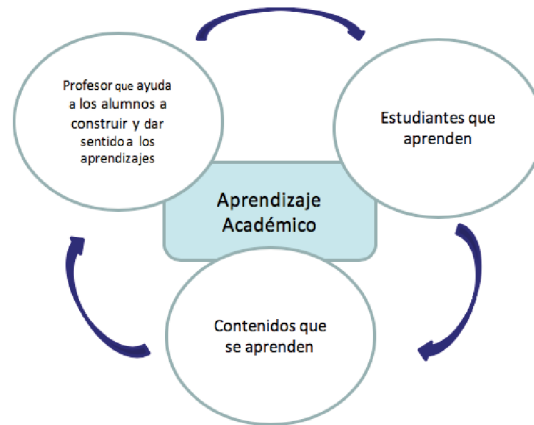 Profesor que ayuda
a los alumnos a
construir y dar
sentido a los
aprendizajes
Estudiantes que
aprenden
Aprendizaje
Académico
Contenidos que
se aprenden